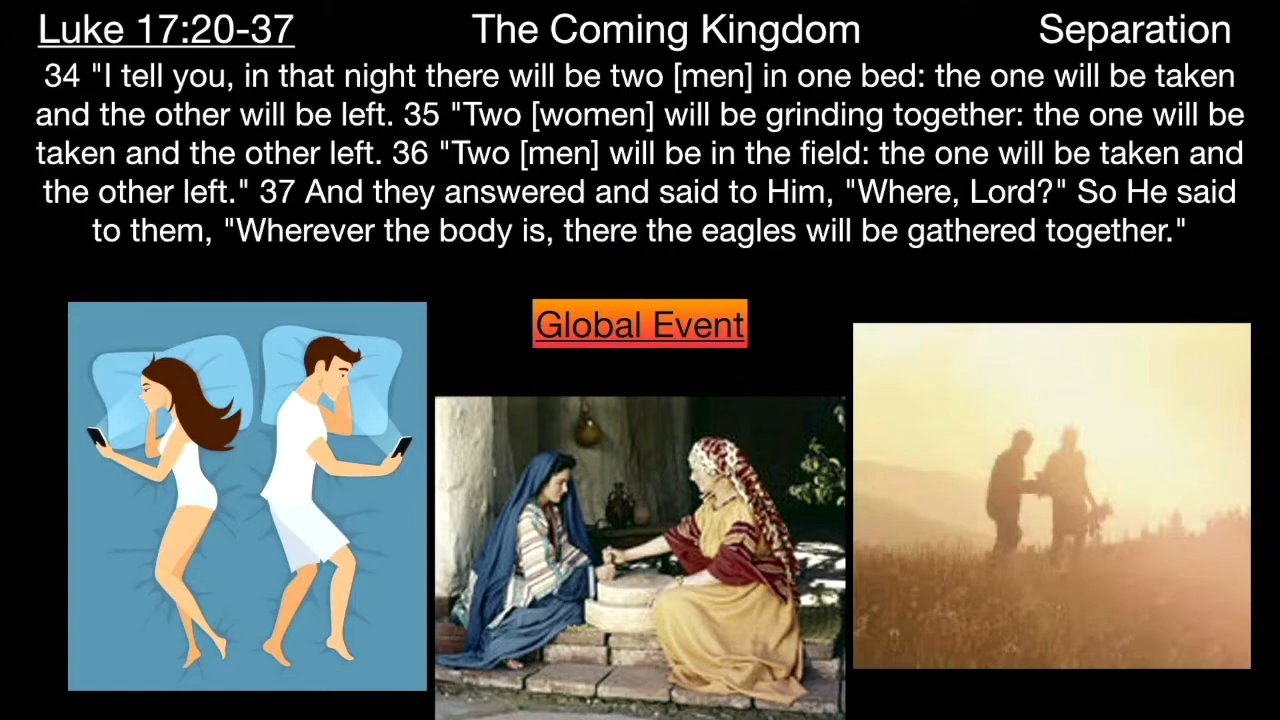 Luke 17:20-37 The Coming Kingdom Separation
34 "I tell you, in that night there will be two [men] in one bed: the one will be taken
and the other will be left. 35 "Two [women] will be grinding together: the one will be
taken and the other left. 36 "Two [men] will be in the field: the one will be taken and
the other left." 37 And they answered and said to Him, "Where, Lord?" So He said
to them, "Wherever the body is, there the eagles will be gathered together."
Global Event